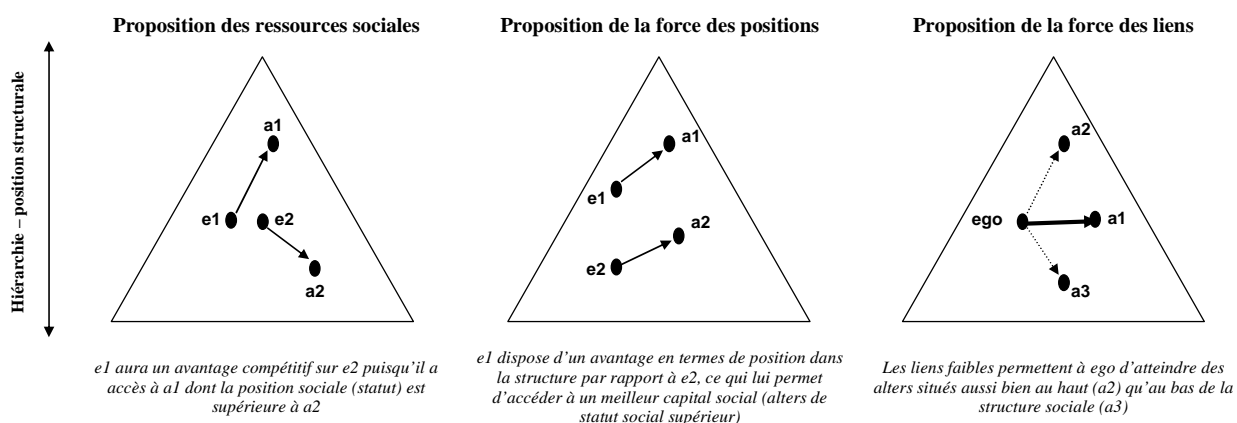 Proposition des ressources sociales
Proposition de la force des positions
Proposition de la force des liens
Hiérarchie – position structurale
a1
e1
e2
a2
a1
e1
a2
e2
a2
ego
a1
a3
e1 aura un avantage compétitif sur e2 puisqu'il a
accès à a1 dont la position sociale (statut) est
supérieure à a2
e1 dispose d'un avantage en termes de position dans
la structure par rapport à e2, ce qui lui permet
d'accéder à un meilleur capital social (alters de
statut social supérieur)
Les liens faibles permettent à ego d'atteindre des
alters situés aussi bien au haut (a2) qu'au bas de la
structure sociale (a3)